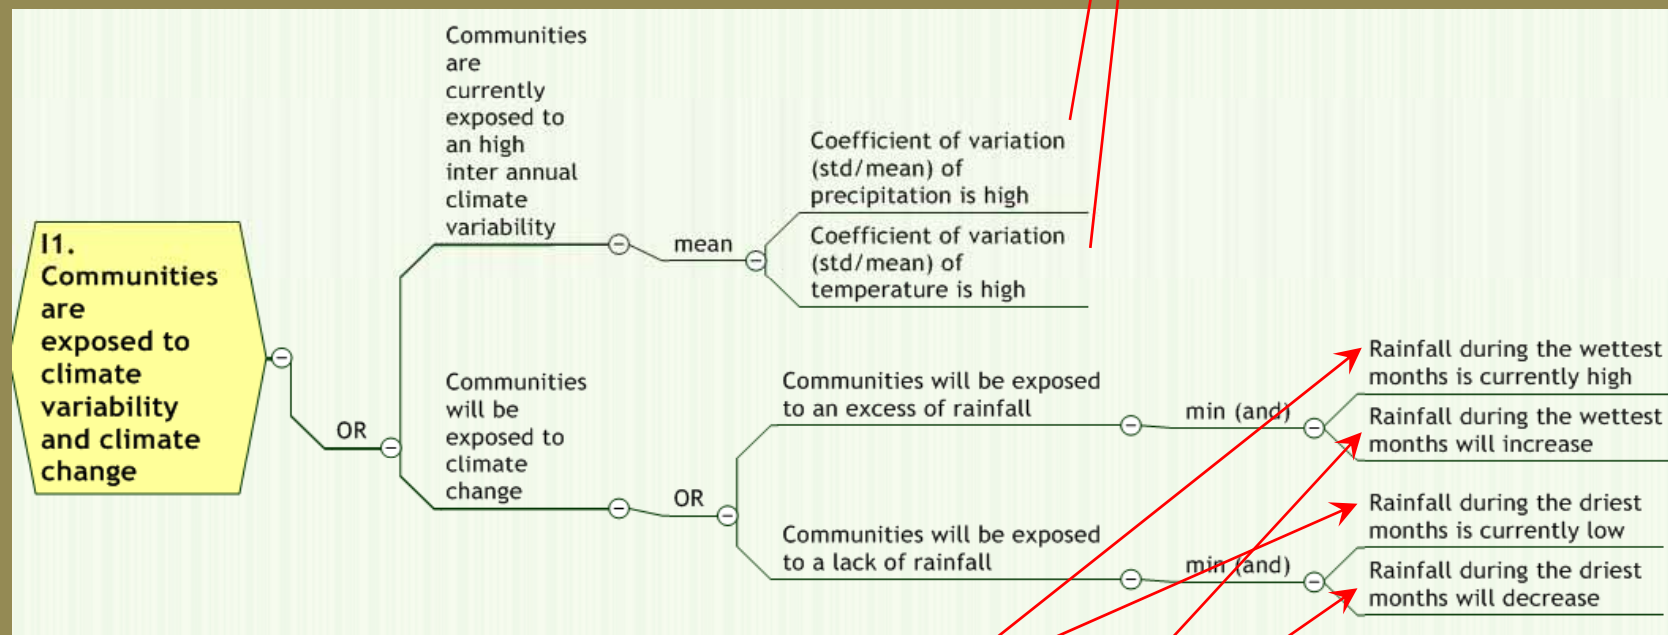 I1.
Communities
are
exposed to
climate
variability
and climate
change
OR
Communities
are
currently
exposed to
an high
inter annual
climate
variability
mean
Coefficient of variation
(std/mean) of
precipitation is high
Coefficient of variation
(std/mean) of
temperature is high
Communities
will be
exposed to
climate
change
OR
Communities will be exposed
to an excess of rainfall
min (and)
Rainfall during the wettest
months is currently high
Rainfall during the wettest
months will increase
Communities will be exposed
to a lack of rainfall
min (and)
Rainfall during the driest
months is currently low
Rainfall during the driest
months will decrease